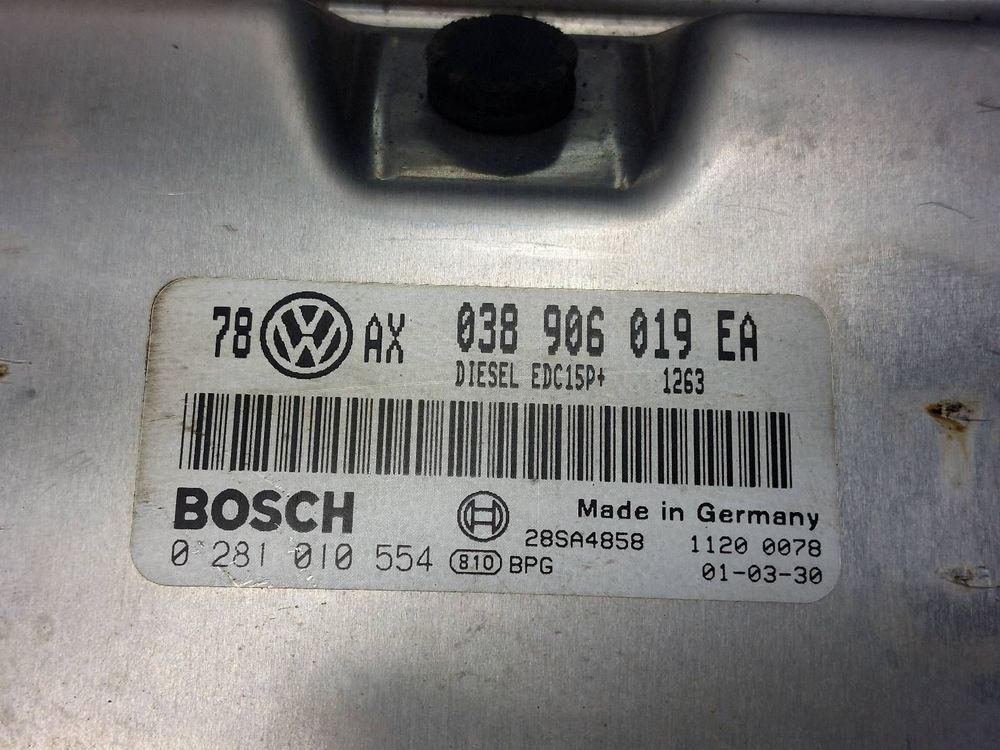 78 VW AX 038 906 019 EA
DIESEL EDC15P+ 1263
BOSCH
Made in Germany
28SA4858 1120 0078
0 281 010 554 810 BPG 01-03-30